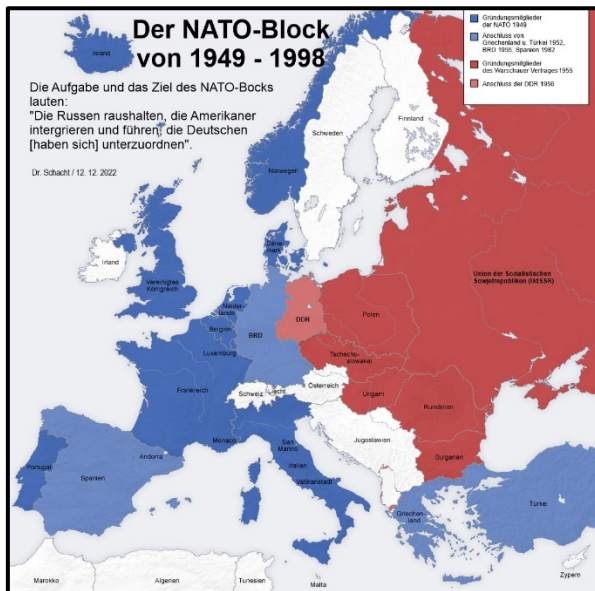 Der NATO-Block
von 1949 - 1998
Die Aufgabe und das Ziel des NATO-Bocks
lauten:
"Die Russen raushalten, die Amerikaner
intergrieren und führen, die Deutschen
[haben sich] unterzuordnen".
Dr. Schacht / 12. 12. 2022
Gründungsmitglieder
der NATO 1949
Anschluss von
Griechenland u. Türkei 1952,
BRD 1955, Spanien 1982
Gründungsmitglieder
des Warschauer Vertrages 1955
Anschluss der DDR 1956
Island
Schweden
Finnland
Norwegen
Däne-
mark
Irland
Vereinigtes
Königreich
Nieder-
lande
Belgien
Luxemburg
BRD
DDR
Polen
Union der Sozialistischen
Sowjetrepubliken (UdSSR)
Tschecho-
slowakei
Frankreich
Schweiz
Liecht.
Österreich
Ungarn
Rumänien
Jugoslawien
Bulgarien
Monaco
San
Marino
Italien
Vatikanstadt
Andorra
Portugal
Spanien
Griechen-
land
Türkei
Zypern
Marokko
Algerien
Tunesien
Malta